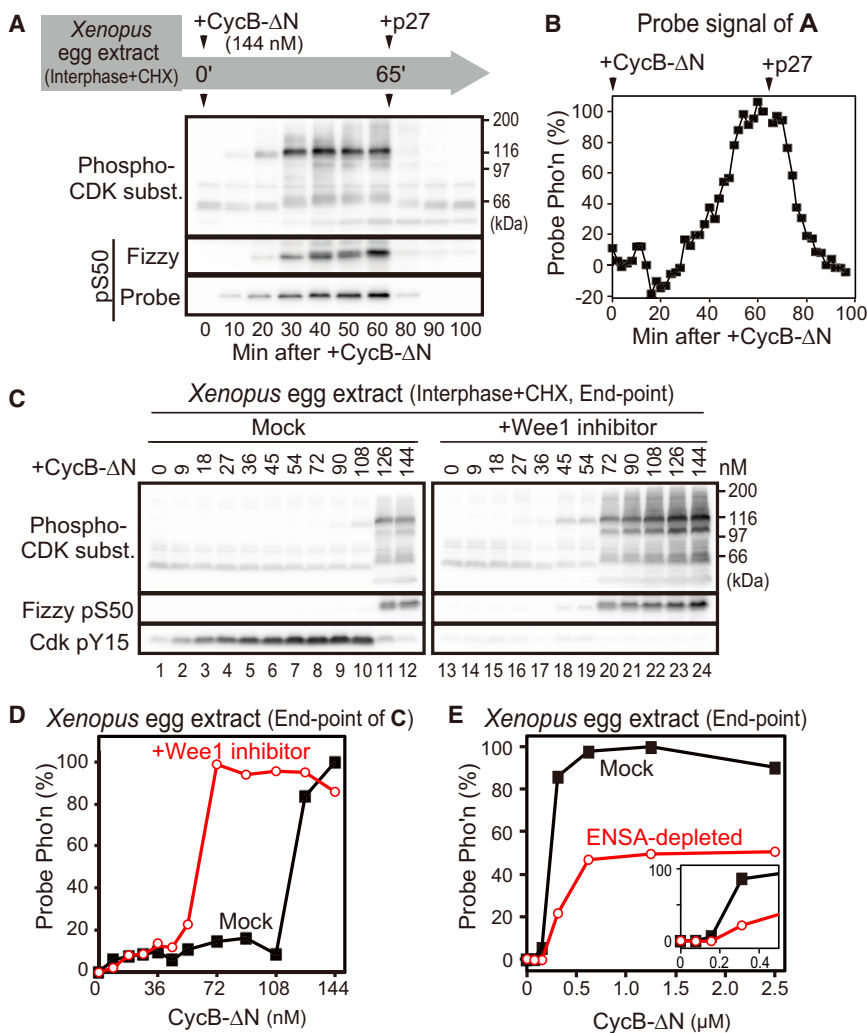 A
Xenopus
egg extract
(Interphase+CHX)
+CycB-ΔN
(144 nM)
+p27
0'
65'
Phospho-
CDK subst.
200
116
97
66
(kDa)
pS50
Fizzy
Probe
0 10 20 30 40 50 60 80 90 100
Min after +CycB-ΔN
B
Probe signal of A
+CycB-ΔN
+p27
Probe Pho'n (%)
100
80
60
40
20
0
-20
0 20 40 60 80 100
Min after +CycB-ΔN
C
Xenopus egg extract (Interphase+CHX, End-point)
Mock
+Wee1 inhibitor
+CycB-ΔN
0 9 18 27 36 45 54 72 90 108 126 144
0 9 18 27 36 45 54 72 90 108 126 144
nM
Phospho-
CDK subst.
200
116
97
66
(kDa)
Fizzy pS50
Cdk pY15
1 2 3 4 5 6 7 8 9 10 11 12
13 14 15 16 17 18 19 20 21 22 23 24
D
Xenopus egg extract (End-point of C)
+Wee1 inhibitor
Mock
Probe Pho'n (%)
100
80
60
40
20
0
0 36 72 108 144
CycB-ΔN (nM)
E
Xenopus egg extract (End-point)
Mock
ENSA-depleted
Probe Pho'n (%)
100
80
60
40
20
0
100
0
0 0.2 0.4
0 0.5 1.0 1.5 2.0 2.5
CycB-ΔN (µM)